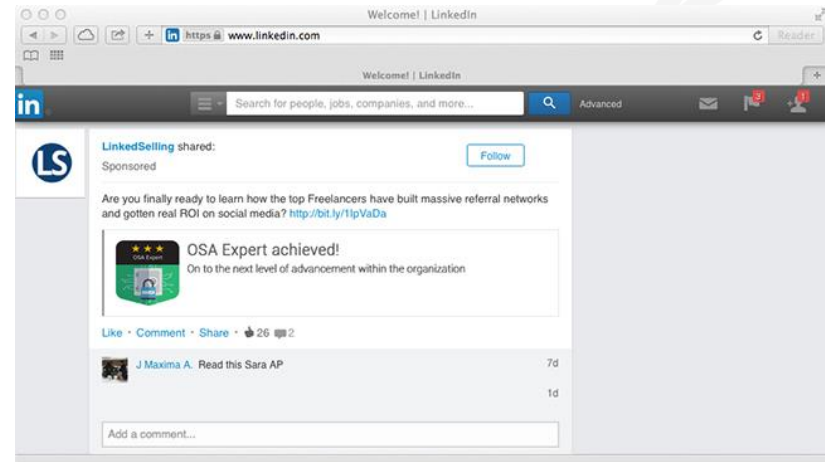 Welcome! | LinkedIn
https www.linkedin.com
Reader
Welcome! | LinkedIn
in Search for people, jobs, companies, and more... Advanced 3
LS
LinkedSelling shared:
Sponsored
Follow
Are you finally ready to learn how the top Freelancers have built massive referral networks
and gotten real ROI on social media? http://bit.ly/1IpVaDa
OSA Expert
OSA Expert achieved!
On to the next level of advancement within the organization
Like · Comment · Share · 26 2
J Maxima A. Read this Sara AP 7d
1d
Add a comment...